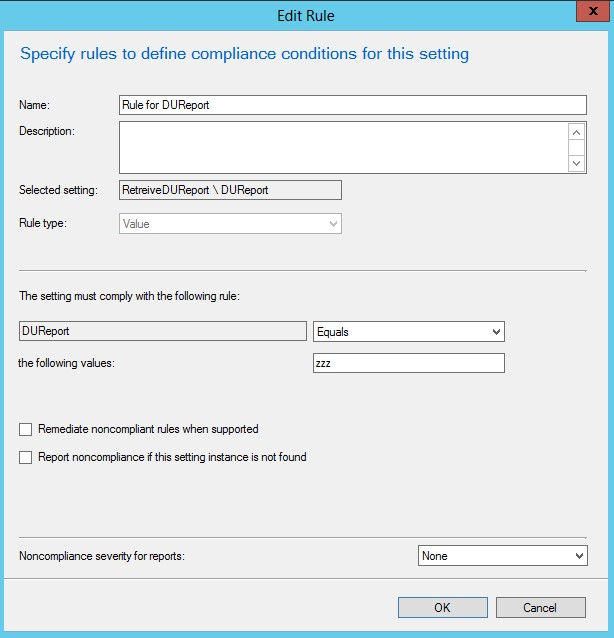 Edit Rule
x
Specify rules to define compliance conditions for this setting
Name: Rule for DUReport
Description:
Selected setting: RetreiveDUReport \ DUReport
Rule type: Value
The setting must comply with the following rule:
DUReport Equals
the following values: zzz
Remediate noncompliant rules when supported
Report noncompliance if this setting instance is not found
Noncompliance severity for reports: None
OK Cancel